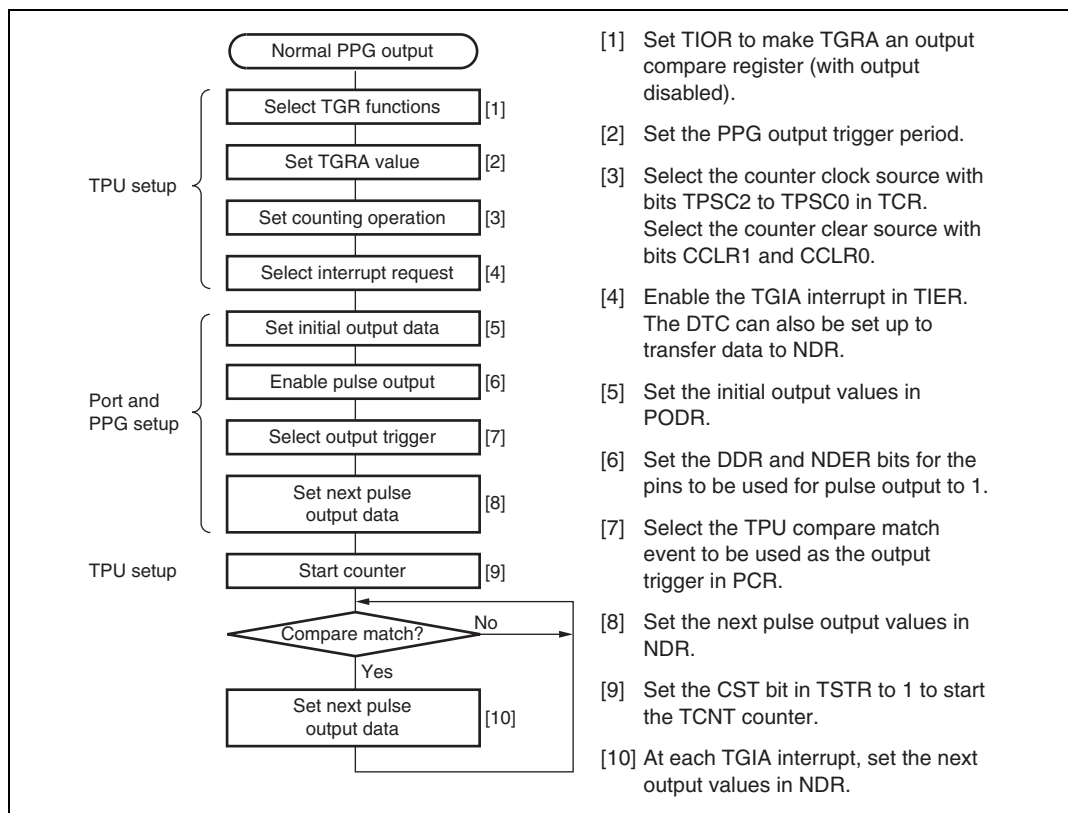 Normal PPG output
Select TGR functions [1]
Set TGRA value [2]
TPU setup
Set counting operation [3]
Select interrupt request [4]
Set initial output data [5]
Enable pulse output [6]
Port and
PPG setup
Select output trigger [7]
Set next pulse
output data [8]
TPU setup
Start counter [9]
Compare match? No
Yes
Set next pulse
output data [10]
[1] Set TIOR to make TGRA an output
compare register (with output
disabled).
[2] Set the PPG output trigger period.
[3] Select the counter clock source with
bits TPSC2 to TPSC0 in TCR.
Select the counter clear source with
bits CCLR1 and CCLR0.
[4] Enable the TGIA interrupt in TIER.
The DTC can also be set up to
transfer data to NDR.
[5] Set the initial output values in
PODR.
[6] Set the DDR and NDER bits for the
pins to be used for pulse output to 1.
[7] Select the TPU compare match
event to be used as the output
trigger in PCR.
[8] Set the next pulse output values in
NDR.
[9] Set the CST bit in TSTR to 1 to start
the TCNT counter.
[10] At each TGIA interrupt, set the next
output values in NDR.